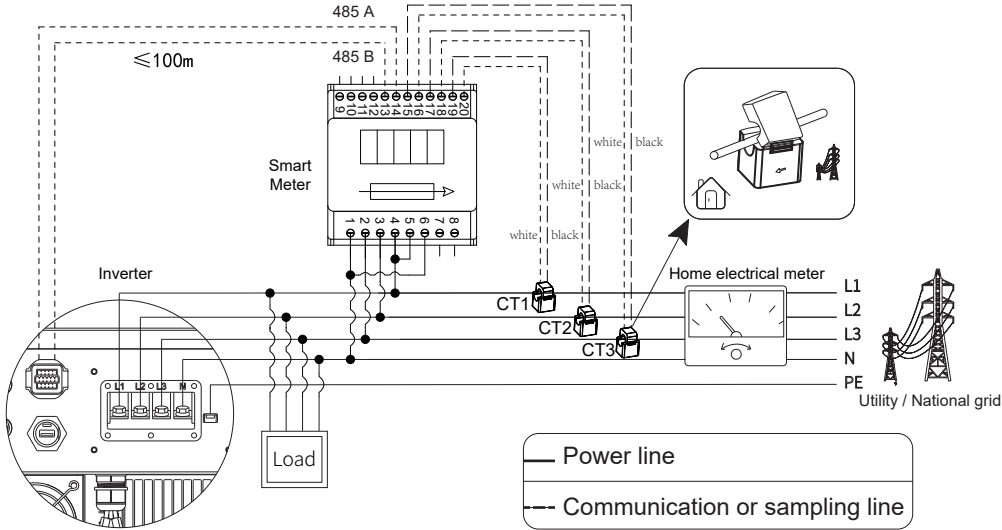 485 A
≤100m
485 B
9 10 11 12 13 14 15 16 17 18 19 20
white black
Smart
Meter
white black
1 2 3 4 5 6 7 8
white black
Inverter
Home electrical meter
L1
CT1
L2
CT2
L3
CT3
N
PE
L1 L2 L3 N
Utility / National grid
Load
Power line
Communication or sampling line